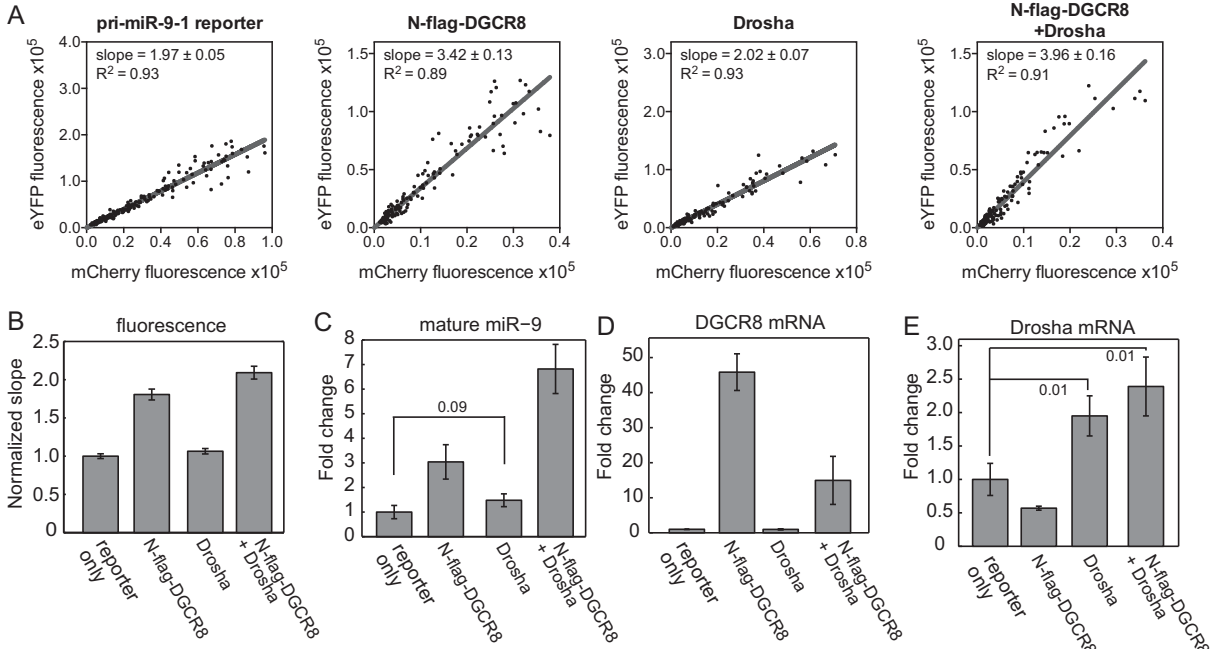 A
pri-miR-9-1 reporter
slope = 1.97 ± 0.05
R² = 0.93
eYFP fluorescence x10⁵
4.0
3.0
2.0
1.0
0.0
0.0 0.2 0.4 0.6 0.8 1.0
mCherry fluorescence x10⁵
N-flag-DGCR8
slope = 3.42 ± 0.13
R² = 0.89
eYFP fluorescence x10⁵
1.5
1.0
0.5
0.0
0.0 0.1 0.2 0.3 0.4
mCherry fluorescence x10⁵
Drosha
slope = 2.02 ± 0.07
R² = 0.93
eYFP fluorescence x10⁵
3.0
2.0
1.0
0.0
0.0 0.2 0.4 0.6 0.8
mCherry fluorescence x10⁵
N-flag-DGCR8
+Drosha
slope = 3.96 ± 0.16
R² = 0.91
eYFP fluorescence x10⁵
1.5
1.0
0.5
0.0
0.0 0.1 0.2 0.3 0.4
mCherry fluorescence x10⁵
B
fluorescence
Normalized slope
2.5
2.0
1.5
1.0
0.5
0
reporter
only
N-flag-DGCR8
Drosha
N-flag-DGCR8
+ Drosha
C
mature miR−9
Fold change
8
7
6
5
4
3
2
1
0
0.09
reporter
only
N-flag-DGCR8
Drosha
N-flag-DGCR8
+ Drosha
D
DGCR8 mRNA
Fold change
50
40
30
20
10
0
reporter
only
N-flag-DGCR8
Drosha
N-flag-DGCR8
+ Drosha
E
Drosha mRNA
Fold change
3.0
2.5
2.0
1.5
1.0
0.5
0
0.01
0.01
reporter
only
N-flag-DGCR8
Drosha
N-flag-DGCR8
+ Drosha